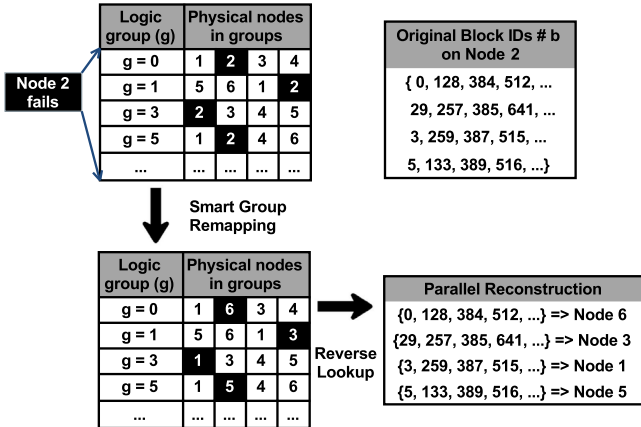 Logic group (g) Physical nodes in groups
g = 0 1 2 3 4
g = 1 5 6 1 2
g = 3 2 3 4 5
g = 5 1 2 4 6
... ... ... ... ...
Node 2
fails
Original Block IDs # b
on Node 2
{ 0, 128, 384, 512, ...
29, 257, 385, 641, ...
3, 259, 387, 515, ...
5, 133, 389, 516, ...}
Smart Group
Remapping
Logic group (g) Physical nodes in groups
g = 0 1 6 3 4
g = 1 5 6 1 3
g = 3 1 3 4 5
g = 5 1 5 4 6
... ... ... ... ...
Reverse
Lookup
Parallel Reconstruction
{0, 128, 384, 512, ...} => Node 6
{29, 257, 385, 641, ...} => Node 3
{3, 259, 387, 515, ...} => Node 1
{5, 133, 389, 516, ...} => Node 5